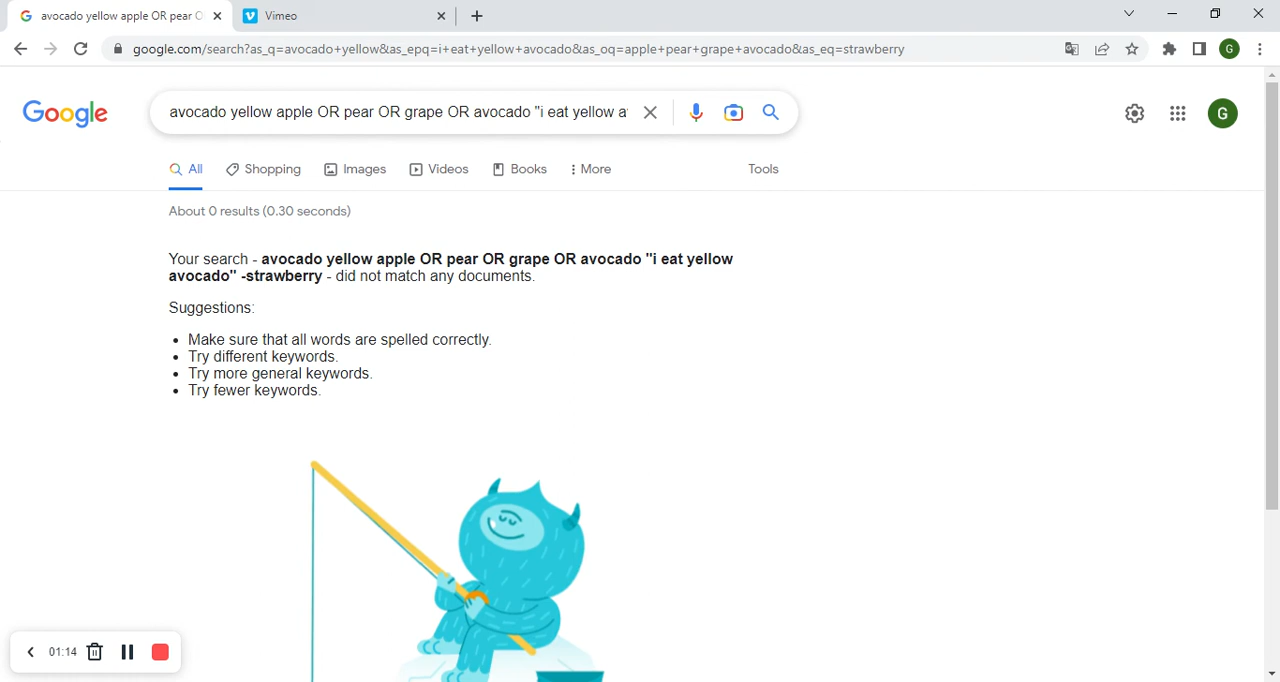 avocado yellow apple OR pear O
Vimeo
google.com/search?as_q=avocado+yellow&as_epq=i+eat+yellow+avocado&as_oq=apple+pear+grape+avocado&as_eq=strawberry
G
Google
avocado yellow apple OR pear OR grape OR avocado "i eat yellow a
G
All
Shopping
Images
Videos
Books
More
Tools
About 0 results (0.30 seconds)
Your search - avocado yellow apple OR pear OR grape OR avocado "i eat yellow
avocado" -strawberry - did not match any documents.
Suggestions:
• Make sure that all words are spelled correctly.
• Try different keywords.
• Try more general keywords.
• Try fewer keywords.
01:14